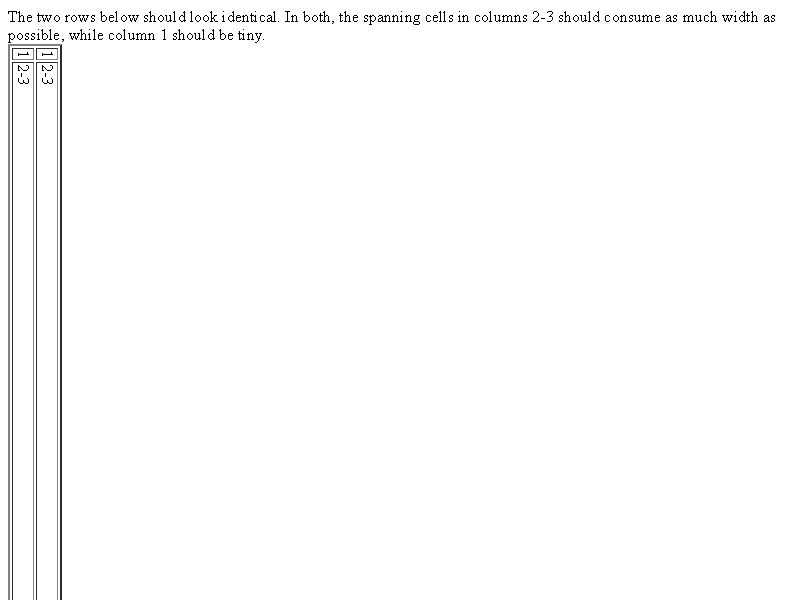 The two rows below should look identical. In both, the spanning cells in columns 2-3 should consume as much width as
possible, while column 1 should be tiny.
1 2-3
1 2-3